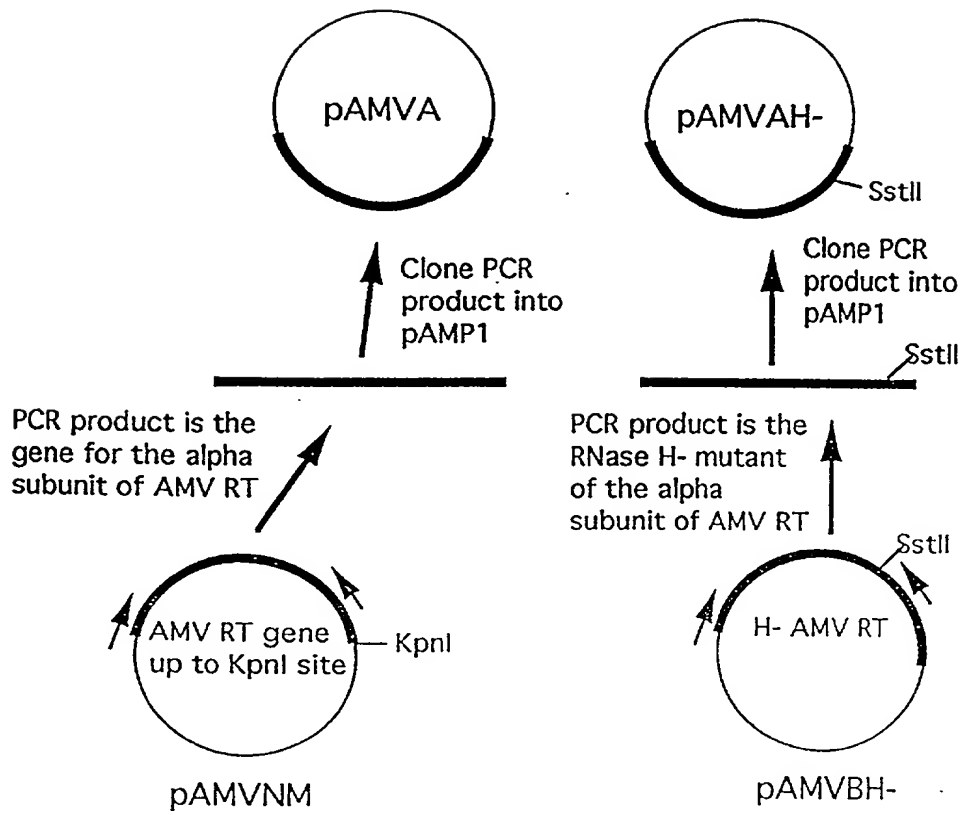 pAMVA
pAMVAH-
SstII
Clone PCR
product into
pAMP1
Clone PCR
product into
pAMP1
SstII
PCR product is the
gene for the alpha
subunit of AMV RT
PCR product is the
RNase H- mutant
of the alpha
subunit of AMV RT
SstII
AMV RT gene
up to KpnI site
KpnI
H- AMV RT
pAMVNM
pAMVBH-